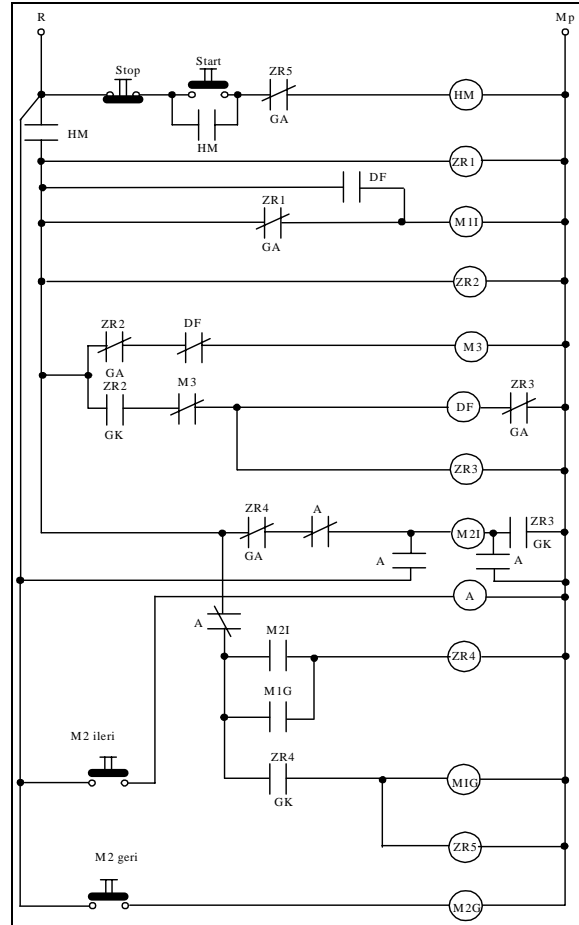 R
Mp
Stop
Start
ZR5
GA
HM
HM
HM
ZR1
DF
ZR1
GA
M1I
ZR2
ZR2
GA
DF
M3
ZR2
GK
M3
DF
ZR3
GA
ZR3
ZR4
GA
A
M2I
ZR3
GK
A
A
A
A
M2I
ZR4
M1G
M2 ileri
ZR4
GK
MIG
ZR5
M2 geri
M2G